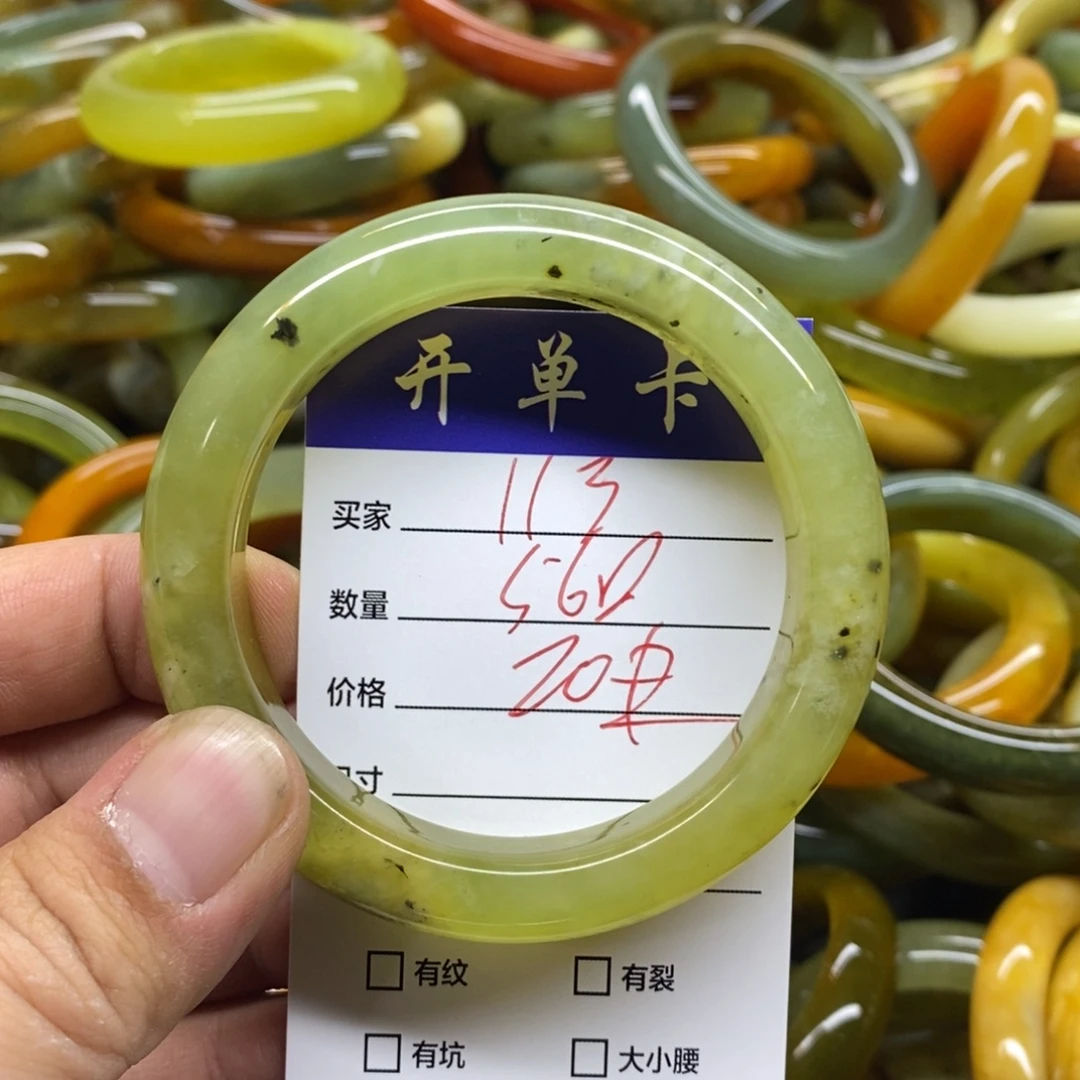 开单卡
买家 113
数量 560
价格
寸
有纹 有裂
有坑 大小腰